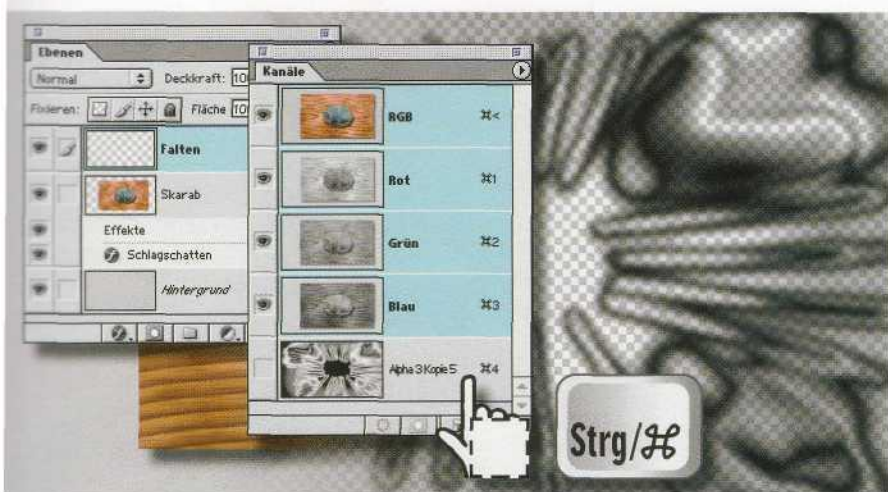 Ebenen
Normal
Deckkraft:
Fixieren:
Fläche
Falten
Skarab
Effekte
Schlagschatten
Hintergrund
Kanäle
RGB ⌘<
Rot ⌘1
Grün ⌘2
Blau ⌘3
Alpha 3 Kopie 5 ⌘4
Strg/⌘